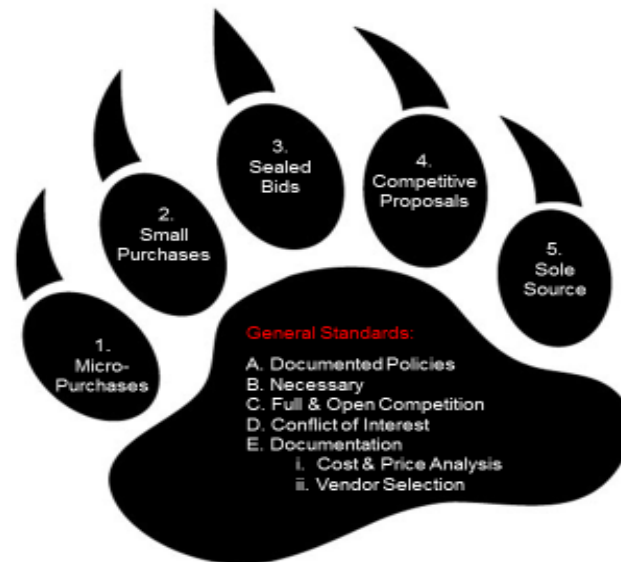 1.
Micro-
Purchases
2.
Small
Purchases
3.
Sealed
Bids
4.
Competitive
Proposals
5.
Sole
Source
General Standards:
A. Documented Policies
B. Necessary
C. Full & Open Competition
D. Conflict of Interest
E. Documentation
i. Cost & Price Analysis
ii. Vendor Selection